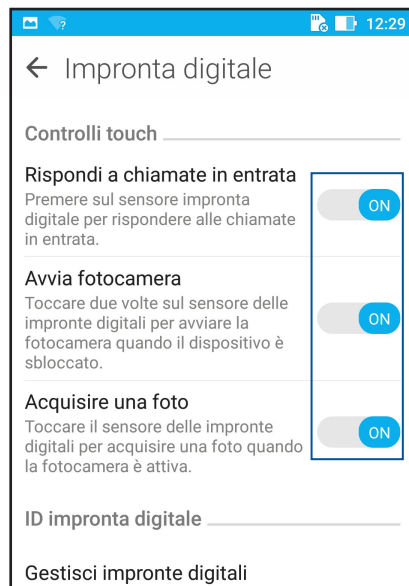 12:29
Impronta digitale
Controlli touch
Rispondi a chiamate in entrata
Premere sul sensore impronta
digitale per rispondere alle chiamate
in entrata.
ON
Avvia fotocamera
Toccare due volte sul sensore delle
impronte digitali per avviare la
fotocamera quando il dispositivo è
sbloccato.
ON
Acquisire una foto
Toccare il sensore delle impronte
digitali per acquisire una foto quando
la fotocamera è attiva.
ON
ID impronta digitale
Gestisci impronte digitali